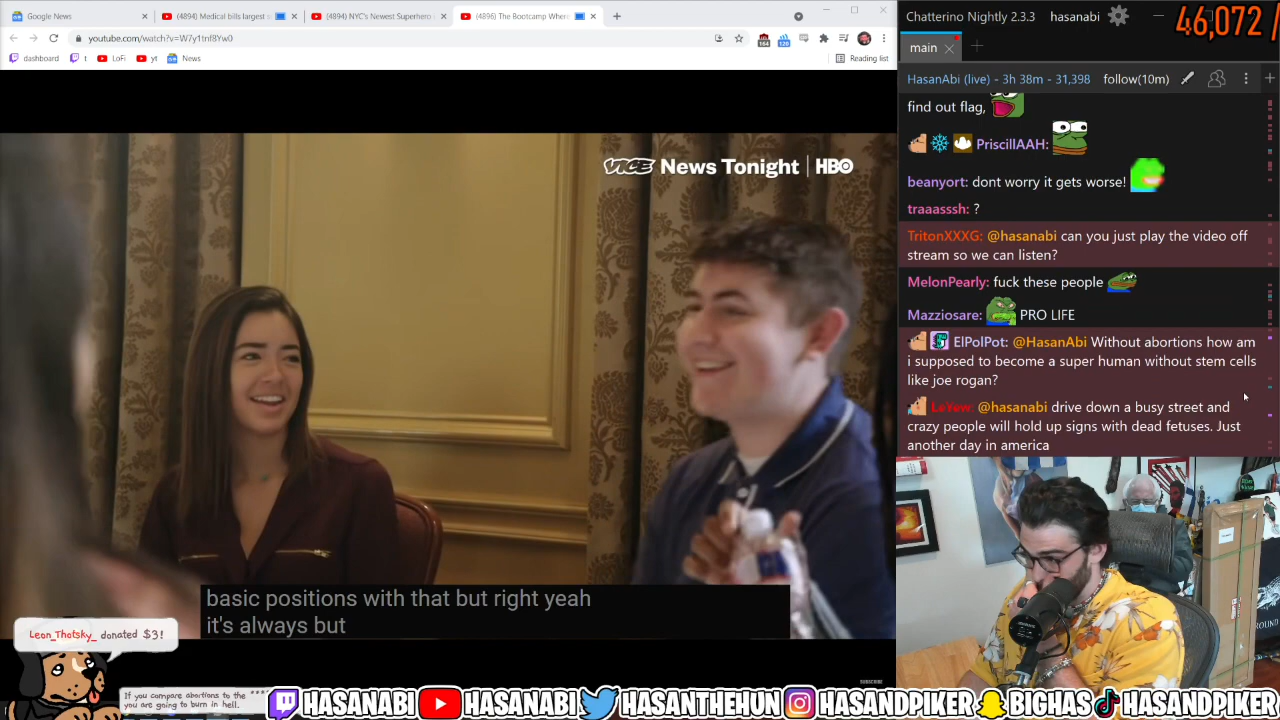 Google News
(4894) Medical bills largest
(4894) NYC's Newest Superhero
(4896) The Bootcamp Where
youtube.com/watch?v=W7y1tnf8Yw0
164
120
dashboard
t
LoFi
yt
News
Reading list
VICE News Tonight | HBO
basic positions with that but right yeah
it's always but
SUBSCRIBE
Leon_Thotsky_ donated $3!
If you compare abortions to the ****
you are going to burn in hell.
Chatterino Nightly 2.3.3
hasanabi
46,072 /
main
HasanAbi (live) - 3h 38m - 31,398
follow(10m)
find out flag,
PriscillAAH:
beanyort: dont worry it gets worse!
traaasssh: ?
TritonXXXG: @hasanabi can you just play the video off
stream so we can listen?
MelonPearly: fuck these people
Mazziosare: PRO LIFE
ElPolPot: @HasanAbi Without abortions how am
i supposed to become a super human without stem cells
like joe rogan?
LeYew: @hasanabi drive down a busy street and
crazy people will hold up signs with dead fetuses. Just
another day in america
HASANABI
HASANABI
HASANTHEHUN
HASANDPIKER
BIGHAS
HASANDPIKER